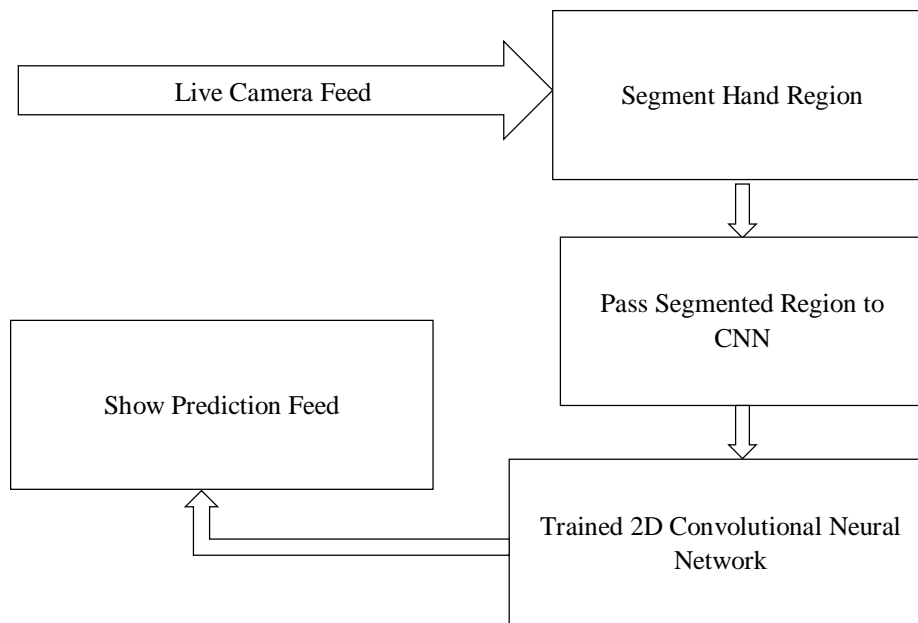 Live Camera Feed
Segment Hand Region
Pass Segmented Region to
CNN
Show Prediction Feed
Trained 2D Convolutional Neural
Network